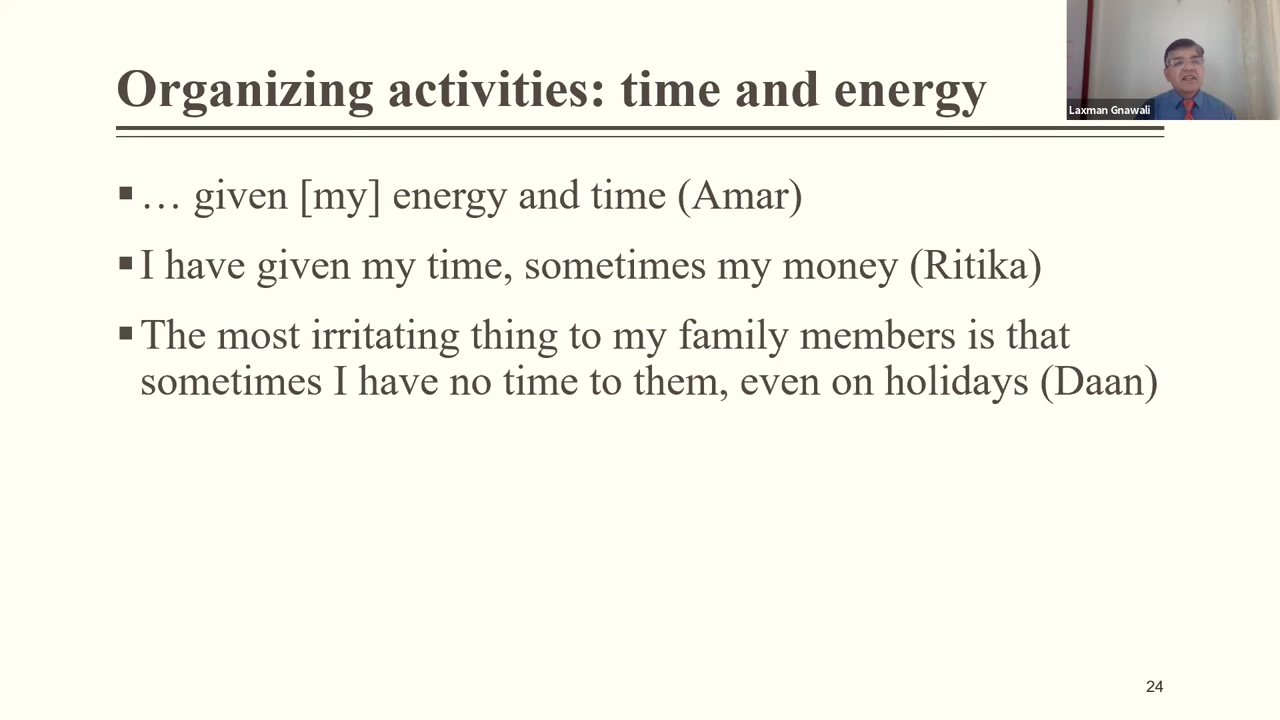 Organizing activities: time and energy
Laxman Gnawali
▪… given [my] energy and time (Amar)
▪I have given my time, sometimes my money (Ritika)
▪The most irritating thing to my family members is that
sometimes I have no time to them, even on holidays (Daan)
24